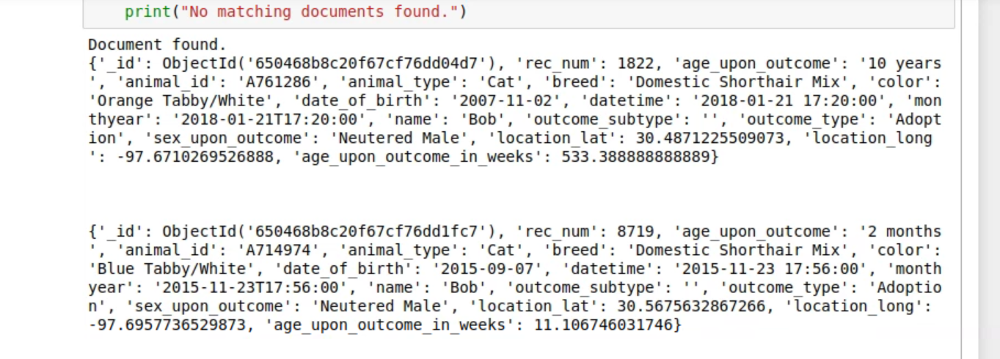 print("No matching documents found.")
Document found.
{'_id': ObjectId('650468b8c20f67cf76dd04d7'), 'rec_num': 1822, 'age_upon_outcome': '10 years
', 'animal_id': 'A761286', 'animal_type': 'Cat', 'breed': 'Domestic Shorthair Mix', 'color':
'Orange Tabby/White', 'date_of_birth': '2007-11-02', 'datetime': '2018-01-21 17:20:00', 'mon
thyear': '2018-01-21T17:20:00', 'name': 'Bob', 'outcome_subtype': '', 'outcome_type': 'Adopt
ion', 'sex_upon_outcome': 'Neutered Male', 'location_lat': 30.4871225509073, 'location_long
': -97.6710269526888, 'age_upon_outcome_in_weeks': 533.388888888889}
{'_id': ObjectId('650468b8c20f67cf76dd1fc7'), 'rec_num': 8719, 'age_upon_outcome': '2 months
', 'animal_id': 'A714974', 'animal_type': 'Cat', 'breed': 'Domestic Shorthair Mix', 'color':
'Blue Tabby/White', 'date_of_birth': '2015-09-07', 'datetime': '2015-11-23 17:56:00', 'month
year': '2015-11-23T17:56:00', 'name': 'Bob', 'outcome_subtype': '', 'outcome_type': 'Adoptio
n', 'sex_upon_outcome': 'Neutered Male', 'location_lat': 30.5675632867266, 'location_long':
-97.6957736529873, 'age_upon_outcome_in_weeks': 11.106746031746}